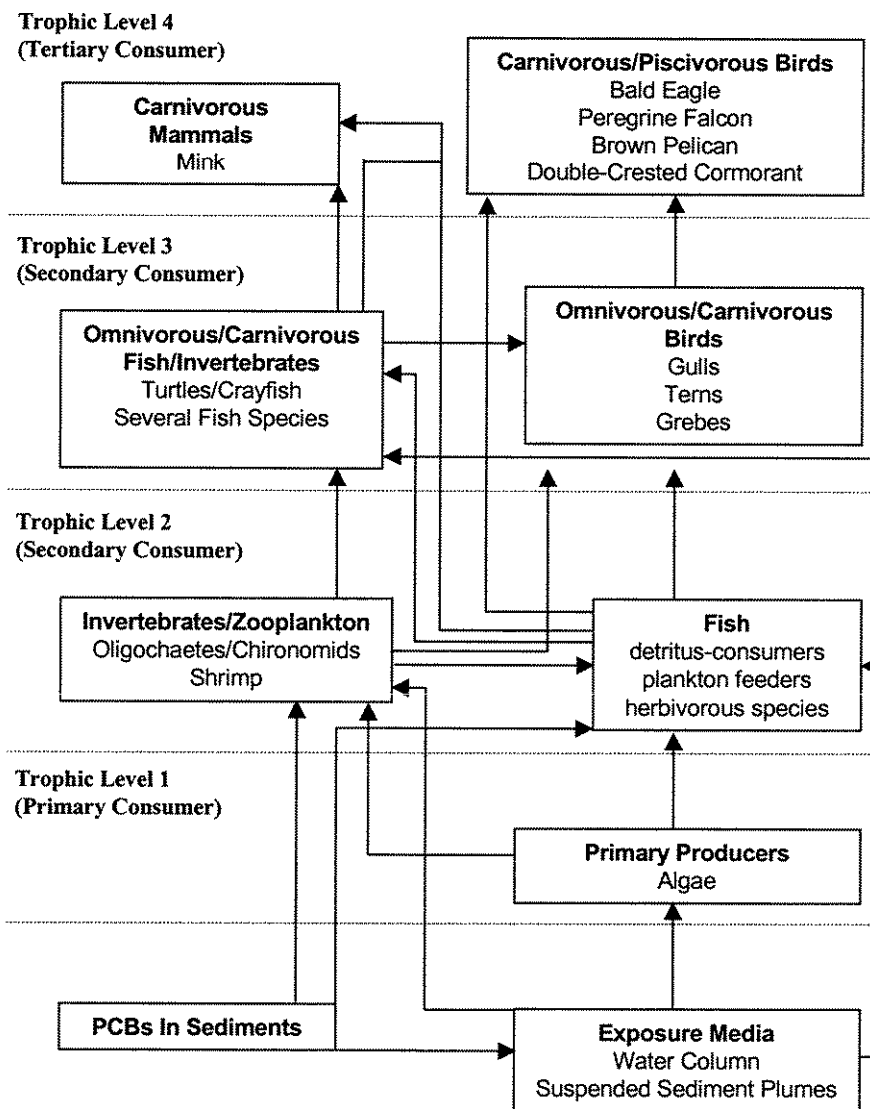 Trophic Level 4
(Tertiary Consumer)
Carnivorous
Mammals
Mink
Carnivorous/Piscivorous Birds
Bald Eagle
Peregrine Falcon
Brown Pelican
Double-Crested Cormorant
Trophic Level 3
(Secondary Consumer)
Omnivorous/Carnivorous
Fish/Invertebrates
Turtles/Crayfish
Several Fish Species
Omnivorous/Carnivorous
Birds
Gulls
Terns
Grebes
Trophic Level 2
(Secondary Consumer)
Invertebrates/Zooplankton
Oligochaetes/Chironomids
Shrimp
Fish
detritus-consumers
plankton feeders
herbivorous species
Trophic Level 1
(Primary Consumer)
Primary Producers
Algae
PCBs In Sediments
Exposure Media
Water Column
Suspended Sediment Plumes